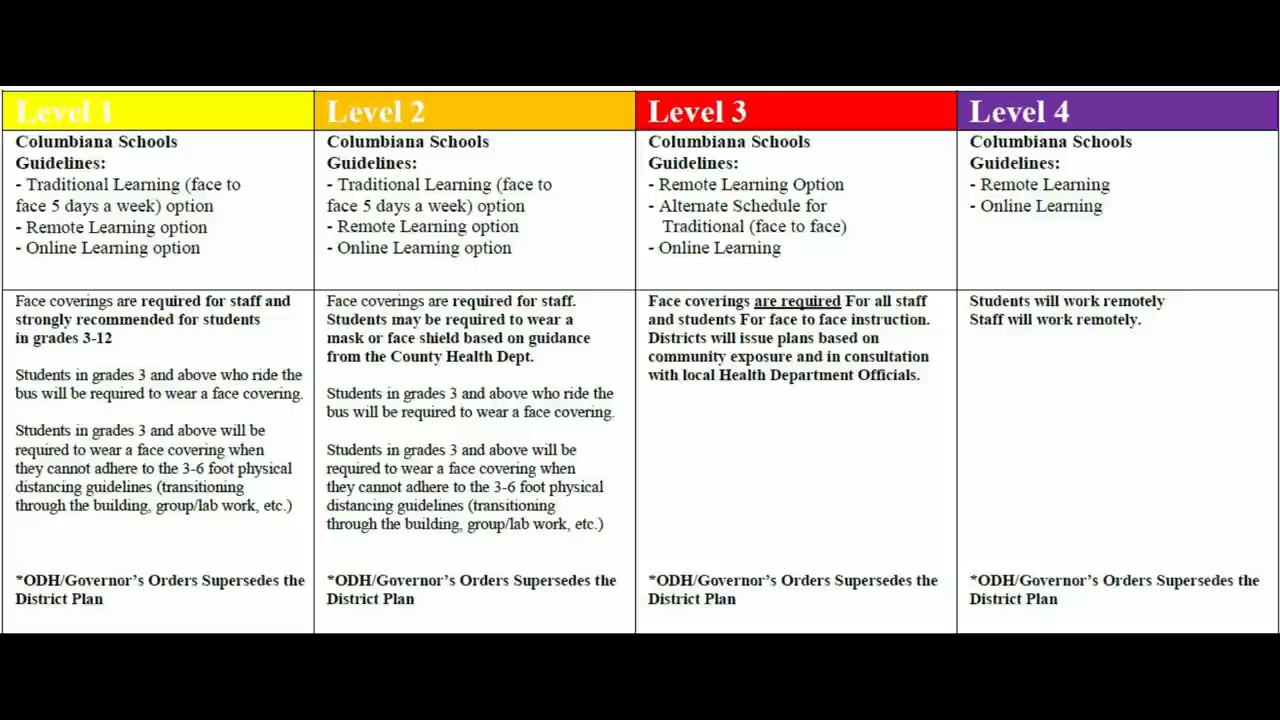 Level 1
Columbiana Schools
Guidelines:
- Traditional Learning (face to
face 5 days a week) option
- Remote Learning option
- Online Learning option
Face coverings are required for staff and
strongly recommended for students
in grades 3-12
Students in grades 3 and above who ride the
bus will be required to wear a face covering.
Students in grades 3 and above will be
required to wear a face covering when
they cannot adhere to the 3-6 foot physical
distancing guidelines (transitioning
through the building, group/lab work, etc.)
*ODH/Governor's Orders Supersedes the
District Plan
Level 2
Columbiana Schools
Guidelines:
- Traditional Learning (face to
face 5 days a week) option
- Remote Learning option
- Online Learning option
Face coverings are required for staff.
Students may be required to wear a
mask or face shield based on guidance
from the County Health Dept.
Students in grades 3 and above who ride the
bus will be required to wear a face covering.
Students in grades 3 and above will be
required to wear a face covering when
they cannot adhere to the 3-6 foot physical
distancing guidelines (transitioning
through the building, group/lab work, etc.)
*ODH/Governor's Orders Supersedes the
District Plan
Level 3
Columbiana Schools
Guidelines:
- Remote Learning Option
- Alternate Schedule for
Traditional (face to face)
- Online Learning
Face coverings are required For all staff
and students For face to face instruction.
Districts will issue plans based on
community exposure and in consultation
with local Health Department Officials.
*ODH/Governor's Orders Supersedes the
District Plan
Level 4
Columbiana Schools
Guidelines:
- Remote Learning
- Online Learning
Students will work remotely
Staff will work remotely.
*ODH/Governor's Orders Supersedes the
District Plan